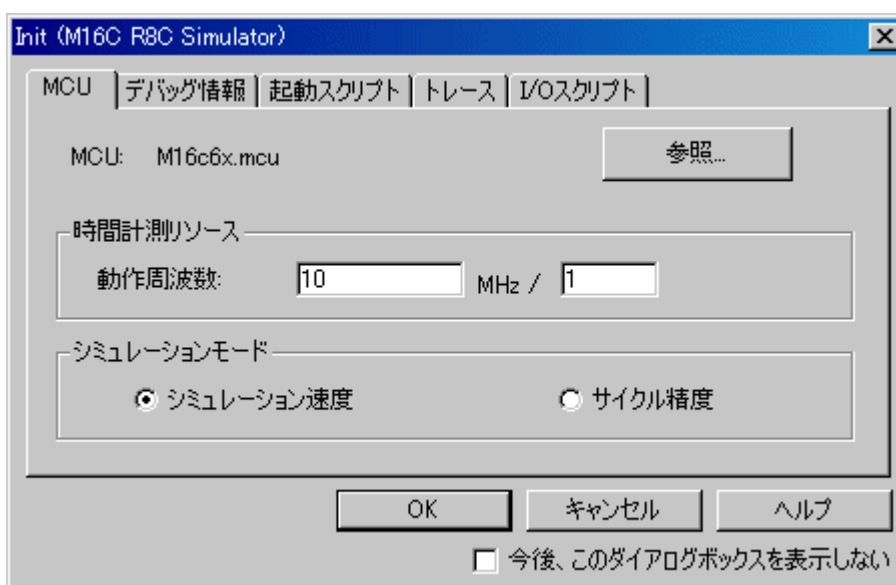 Init (M16C R8C Simulator)
MCU デバッグ情報 起動スクリプト トレース I/Oスクリプト
MCU: M16c6x.mcu 参照...
時間計測リソース
動作周波数: 10 MHz / 1
シミュレーションモード
シミュレーション速度 サイクル精度
OK キャンセル ヘルプ
今後、このダイアログボックスを表示しない